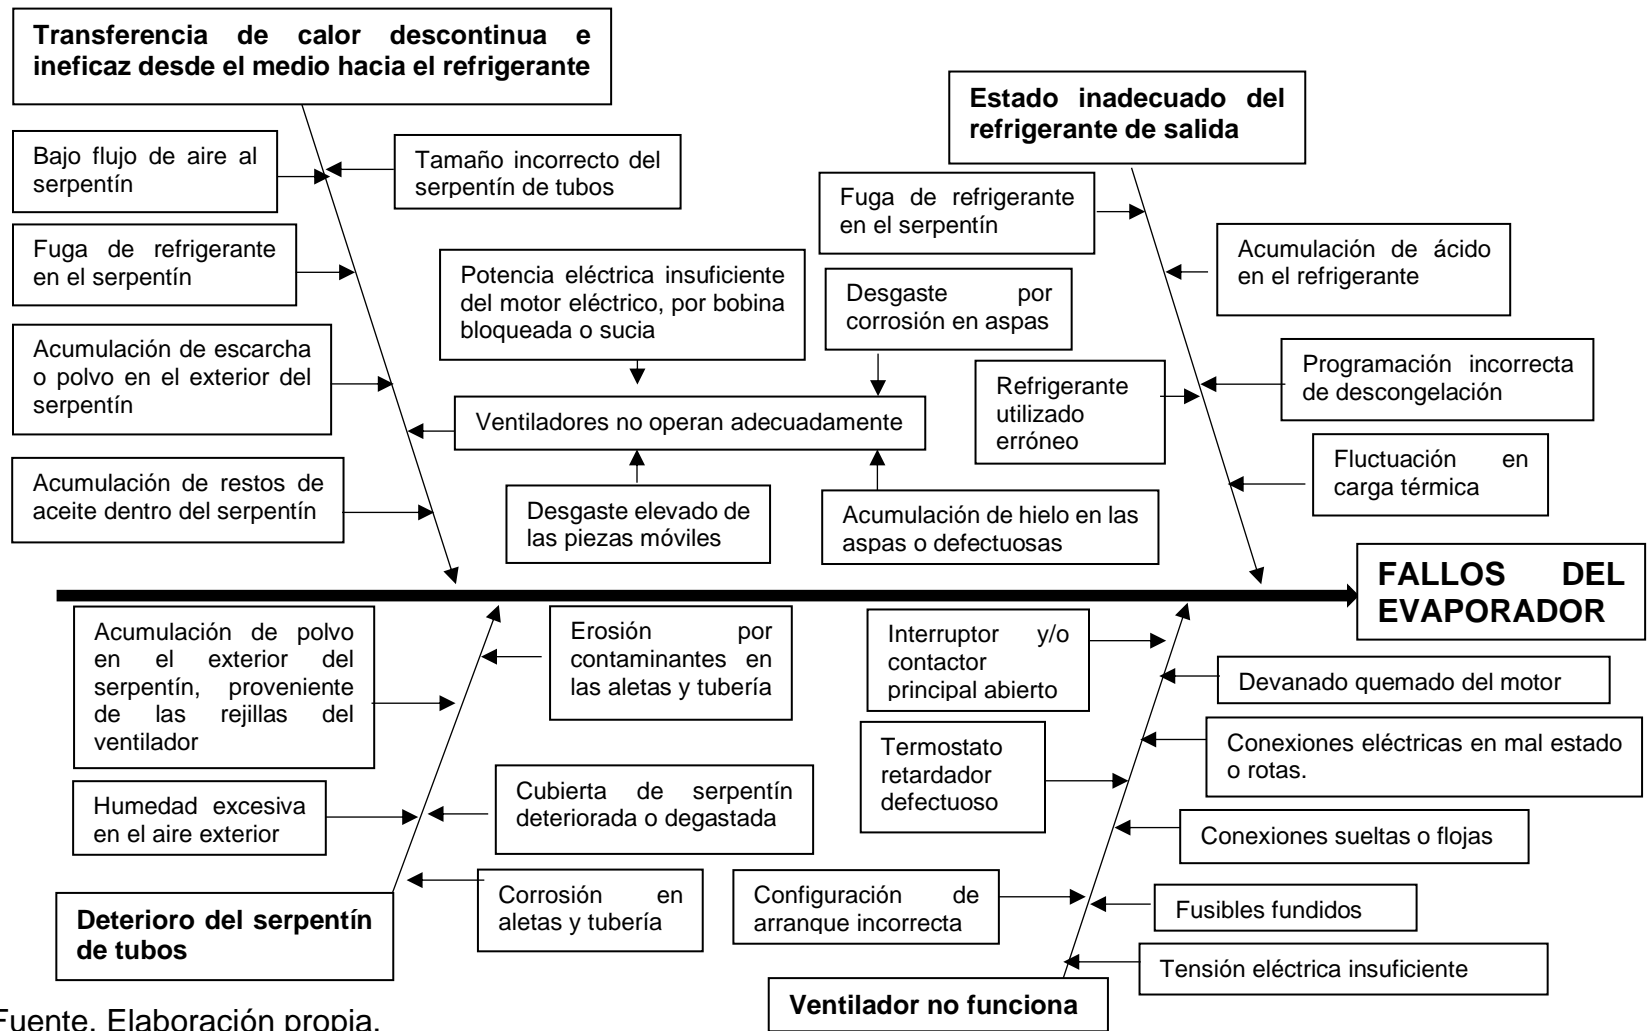 Transferencia de calor descontinua e
ineficaz desde el medio hacia el refrigerante
Estado inadecuado del
refrigerante de salida
Bajo flujo de aire al
serpentín
Tamaño incorrecto del
serpentín de tubos
Fuga de refrigerante
en el serpentín
Fuga de refrigerante
en el serpentín
Acumulación de ácido
en el refrigerante
Potencia eléctrica insuficiente
del motor eléctrico, por bobina
bloqueada o sucia
Desgaste por
corrosión en aspas
Acumulación de escarcha
o polvo en el exterior del
serpentín
Refrigerante
utilizado
erróneo
Programación incorrecta
de descongelación
Ventiladores no operan adecuadamente
Acumulación de restos de
aceite dentro del serpentín
Desgaste elevado de
las piezas móviles
Acumulación de hielo en las
aspas o defectuosas
Fluctuación en
carga térmica
FALLOS DEL
EVAPORADOR
Acumulación de polvo
en el exterior del
serpentín, proveniente
de las rejillas del
ventilador
Erosión por
contaminantes en
las aletas y tubería
Interruptor y/o
contactor
principal abierto
Devanado quemado del motor
Termostato
retardador
defectuoso
Conexiones eléctricas en mal estado
o rotas.
Humedad excesiva
en el aire exterior
Cubierta de serpentín
deteriorada o degastada
Conexiones sueltas o flojas
Corrosión en
aletas y tubería
Configuración de
arranque incorrecta
Fusibles fundidos
Deterioro del serpentín
de tubos
Tensión eléctrica insuficiente
Ventilador no funciona
Fuente. Elaboración propia.